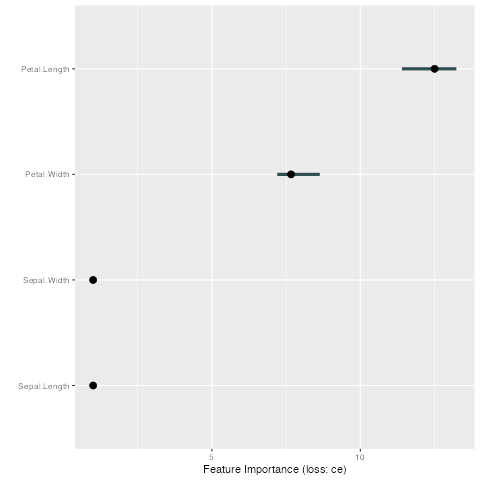 Petal.Length
Petal.Width
Sepal.Width
Sepal.Length
5
10
Feature Importance (loss: ce)